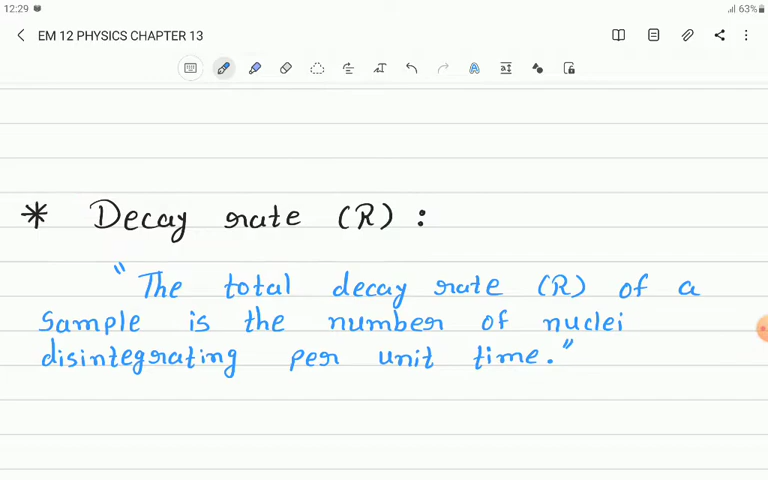 12:29
63%
EM 12 PHYSICS CHAPTER 13
* Decay rate (R) :
"The total decay rate (R) of a
sample is the number of nuclei
disintegrating per unit time."